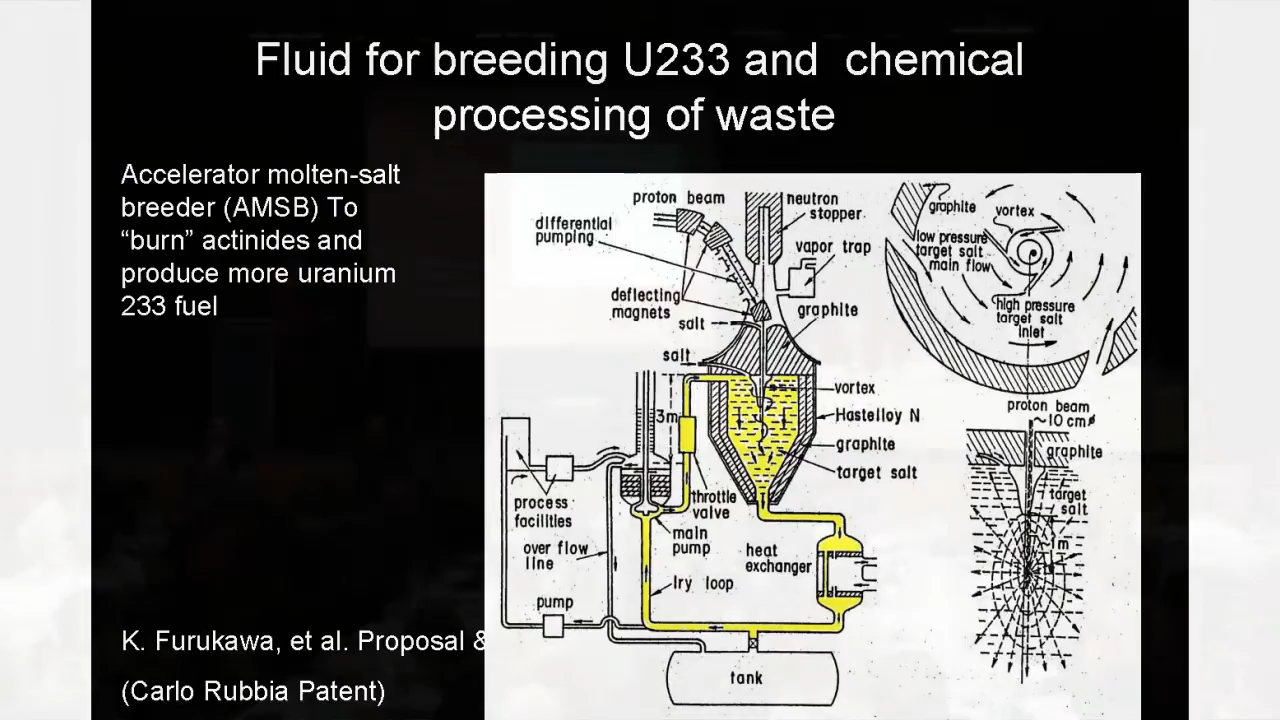 Fluid for breeding U233 and chemical
processing of waste
Accelerator molten-salt
breeder (AMSB) To
“burn” actinides and
produce more uranium
233 fuel
K. Furukawa, et al. Proposal &
(Carlo Rubbia Patent)
proton beam
differential
pumping
neutron
stopper
vapor trap
deflecting
magnets
graphite
salt
salt
3m
vortex
Hastelloy N
graphite
target salt
process
facilities
throttle
valve
main
pump
over flow
line
heat
exchanger
Iry loop
pump
tank
graphite
vortex
low pressure
target salt
main flow
high pressure
target salt
inlet
proton beam
~10 cmø
graphite
target
salt
~1m